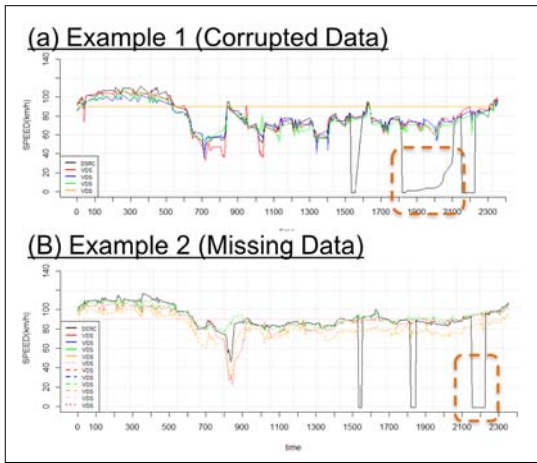 (a) Example 1 (Corrupted Data)
SPEED(km/h)
0 20 40 60 80 100 140
DSRC
VDS
VDS
VDS
VDS
0 100 300 500 700 900 1100 1300 1500 1700 1900 2100 2300
(B) Example 2 (Missing Data)
SPEED(km/h)
0 20 40 60 80 100 140
DSRC
VDS
VDS
VDS
VDS
VDS
VDS
VDS
VDS
VDS
VDS
0 100 300 500 700 900 1100 1300 1500 1700 1900 2100 2300
time